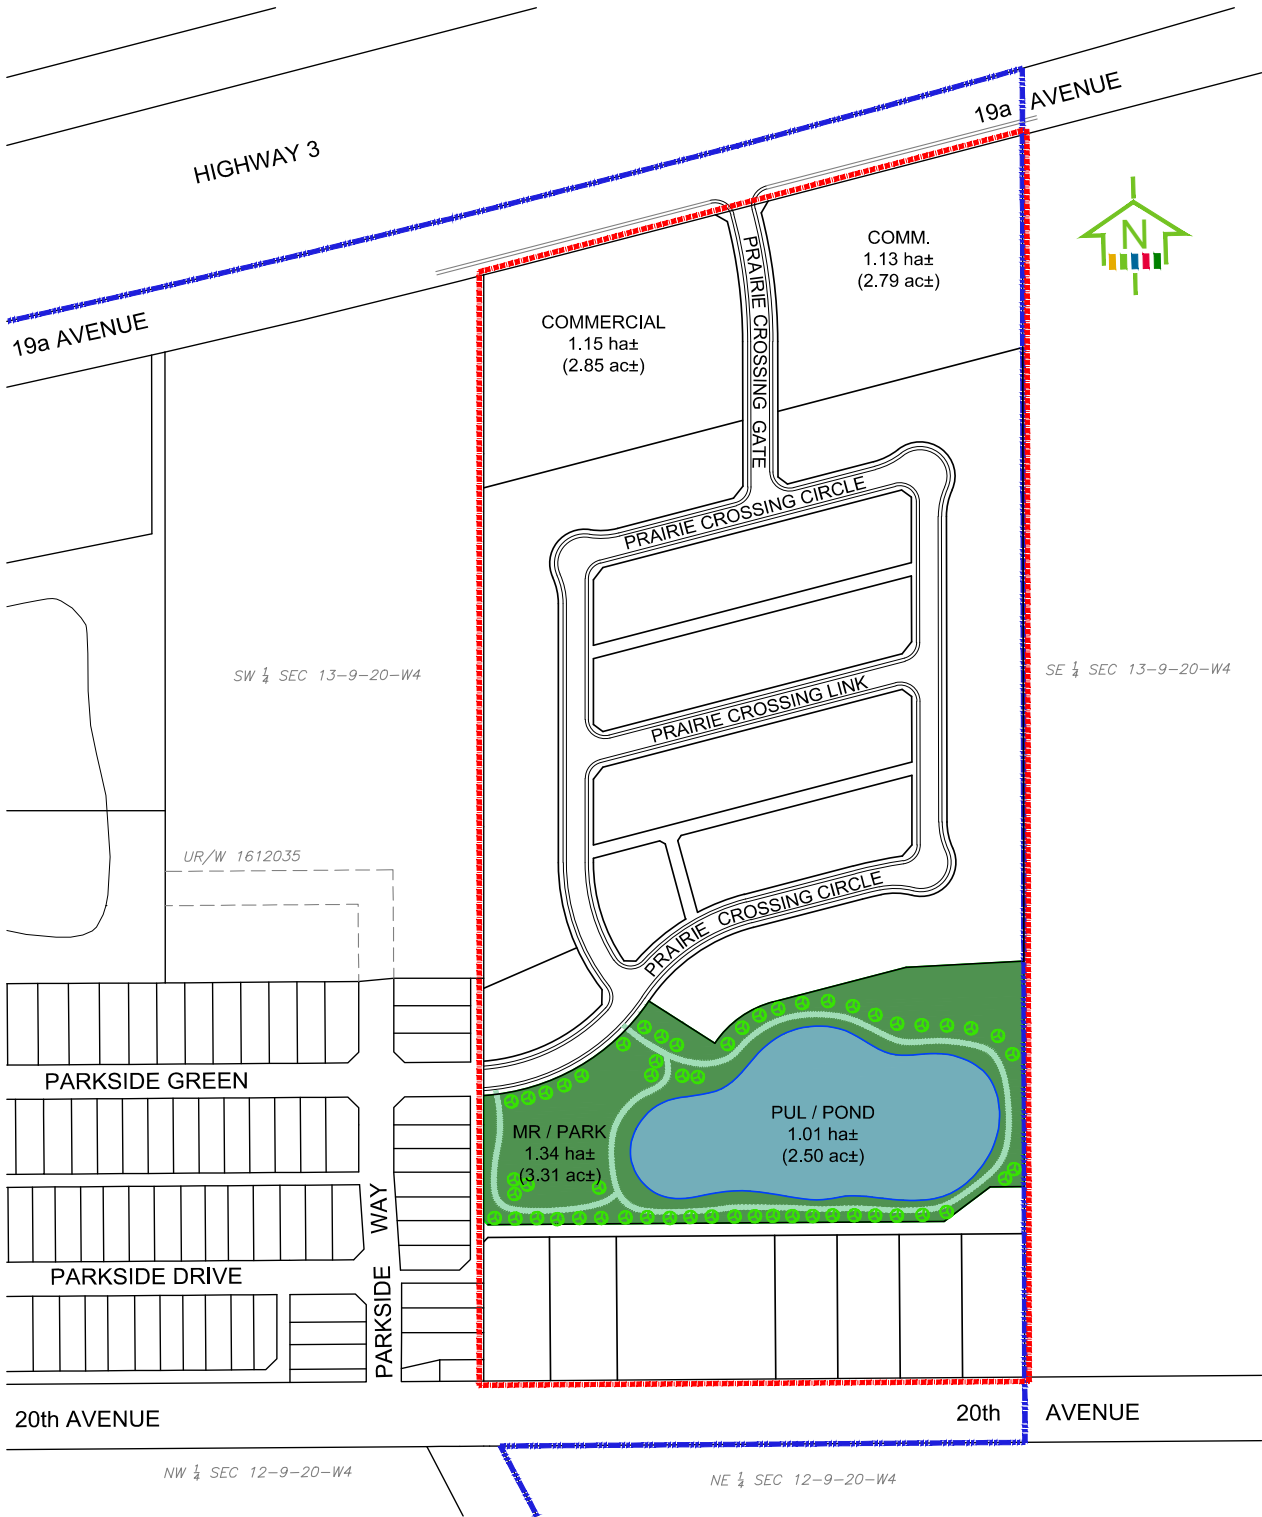 HIGHWAY 3
19a AVENUE
19a AVENUE
N
COMM.
1.13 ha±
(2.79 ac±)
COMMERCIAL
1.15 ha±
(2.85 ac±)
PRAIRIE CROSSING GATE
PRAIRIE CROSSING CIRCLE
SW 1/4 SEC 13-9-20-W4
SE 1/4 SEC 13-9-20-W4
PRAIRIE CROSSING LINK
UR/W 1612035
PRAIRIE CROSSING CIRCLE
PARKSIDE GREEN
MR / PARK
1.34 ha±
(3.31 ac±)
PUL / POND
1.01 ha±
(2.50 ac±)
PARKSIDE WAY
PARKSIDE DRIVE
20th AVENUE
20th AVENUE
NW 1/4 SEC 12-9-20-W4
NE 1/4 SEC 12-9-20-W4